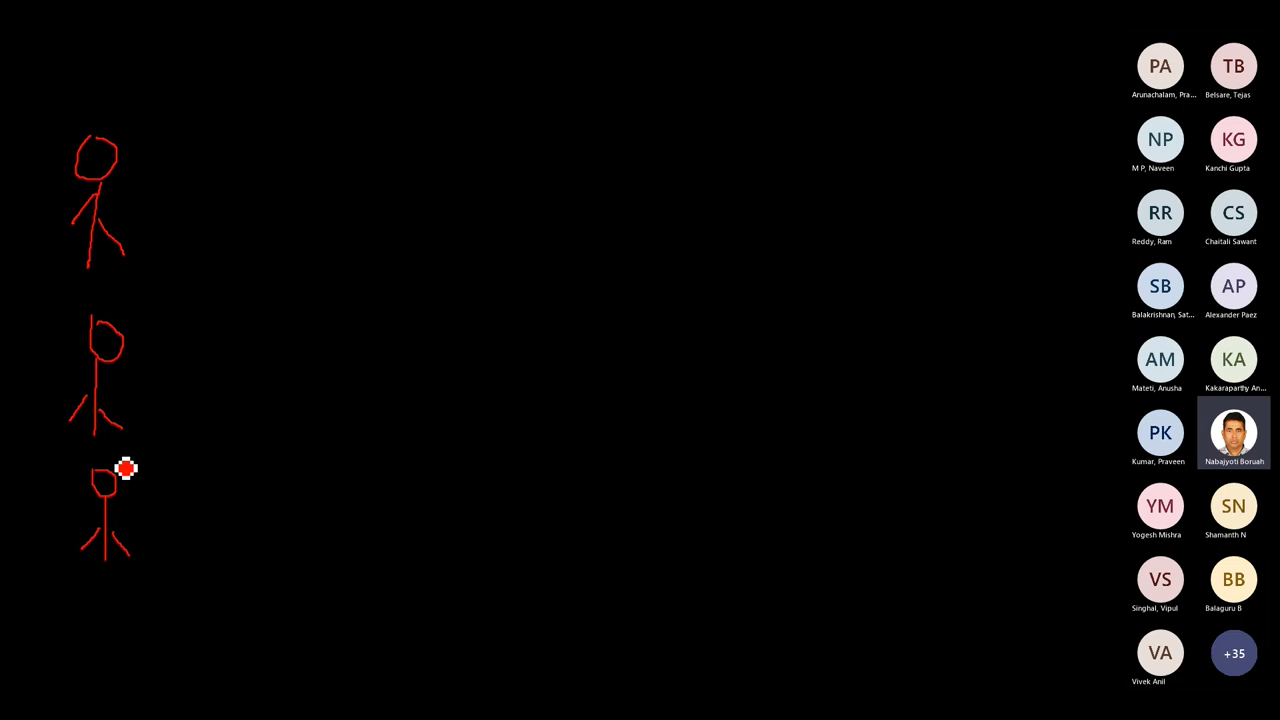 PA TB
Arunachalam, Pra... Belsare, Tejas
NP KG
M P, Naveen Kanchi Gupta
RR CS
Reddy, Ram Chaitali Sawant
SB AP
Balakrishnan, Sat... Alexander Paez
AM KA
Mateti, Anusha Kakaraparthy An...
PK
Kumar, Praveen Nabajyoti Boruah
YM SN
Yogesh Mishra Shamanth N
VS BB
Singhal, Vipul Balaguru B
VA +35
Vivek Anil